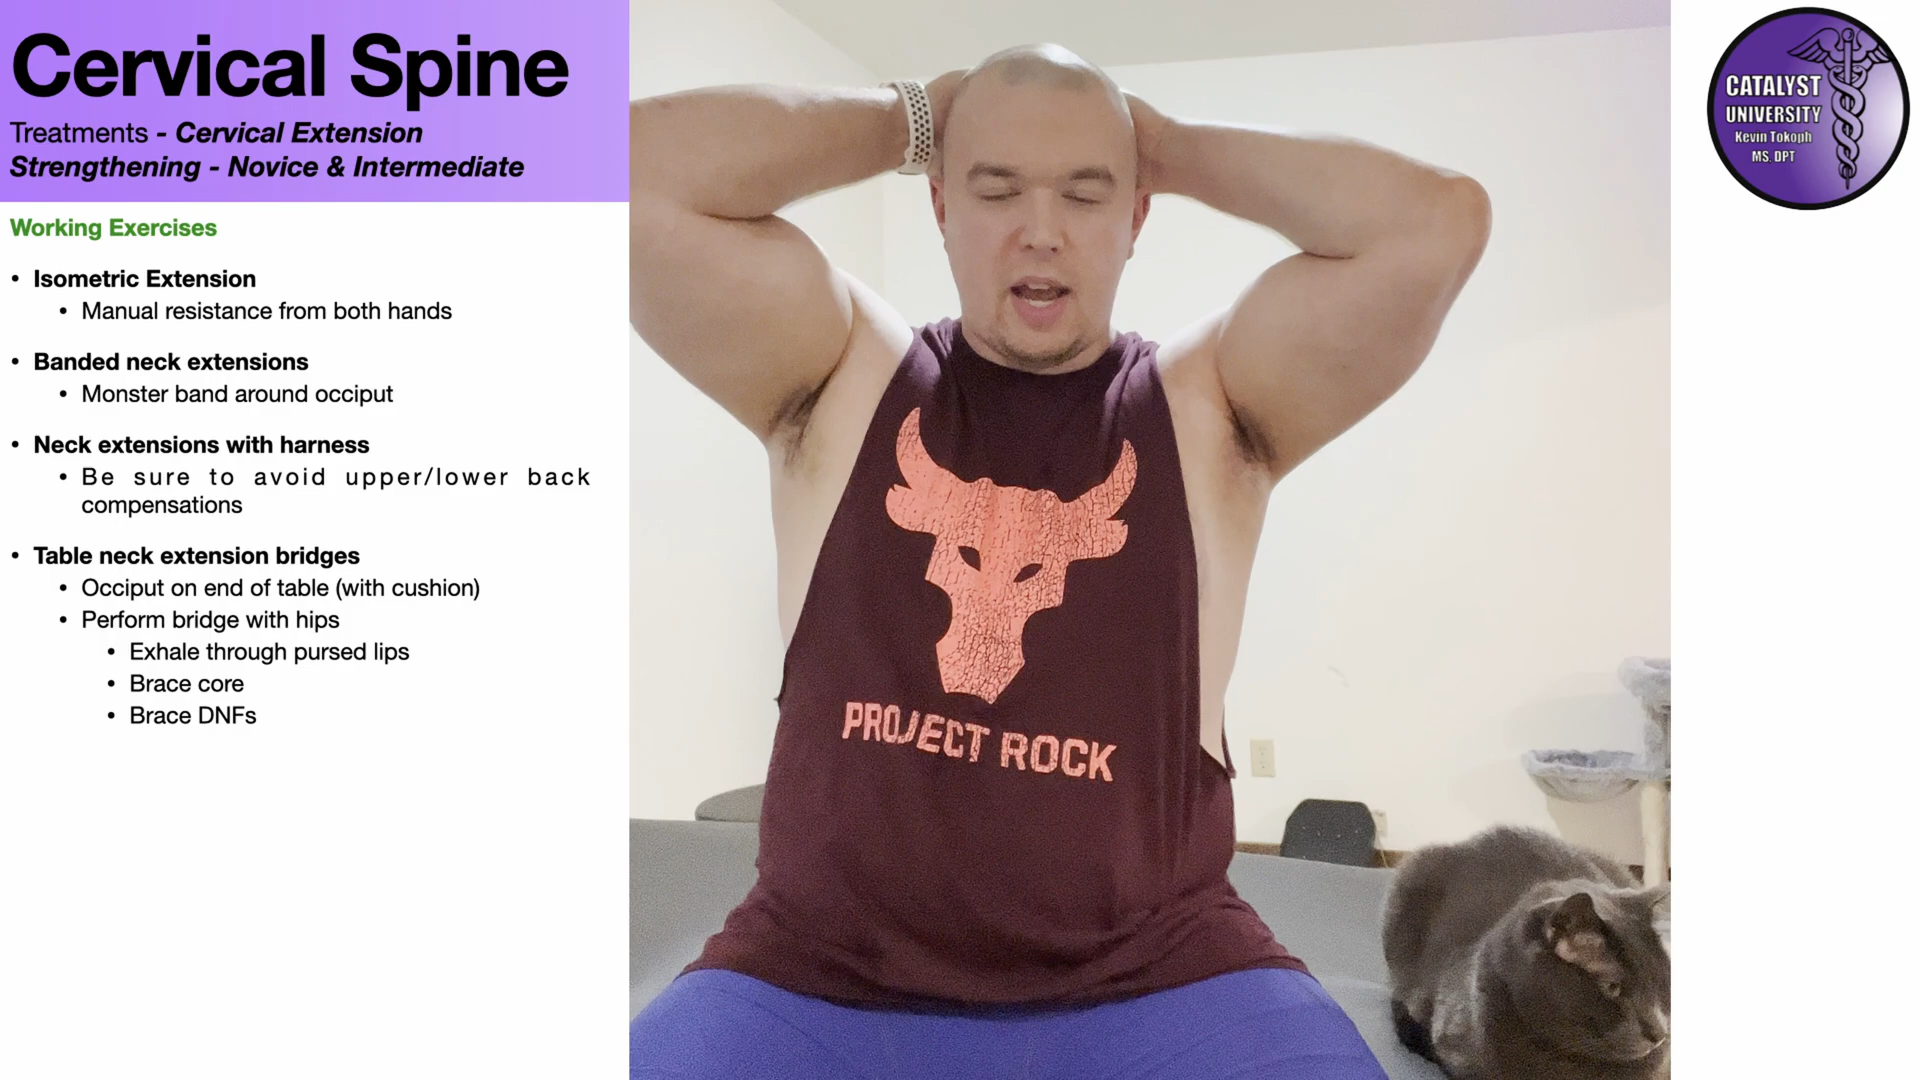 Cervical Spine
Treatments - Cervical Extension
Strengthening - Novice & Intermediate
Working Exercises
• Isometric Extension
• Manual resistance from both hands
• Banded neck extensions
• Monster band around occiput
• Neck extensions with harness
• Be sure to avoid upper/lower back
compensations
• Table neck extension bridges
• Occiput on end of table (with cushion)
• Perform bridge with hips
• Exhale through pursed lips
• Brace core
• Brace DNFs
PROJECT ROCK
CATALYST
UNIVERSITY
Kevin Tokoph
MS, DPT